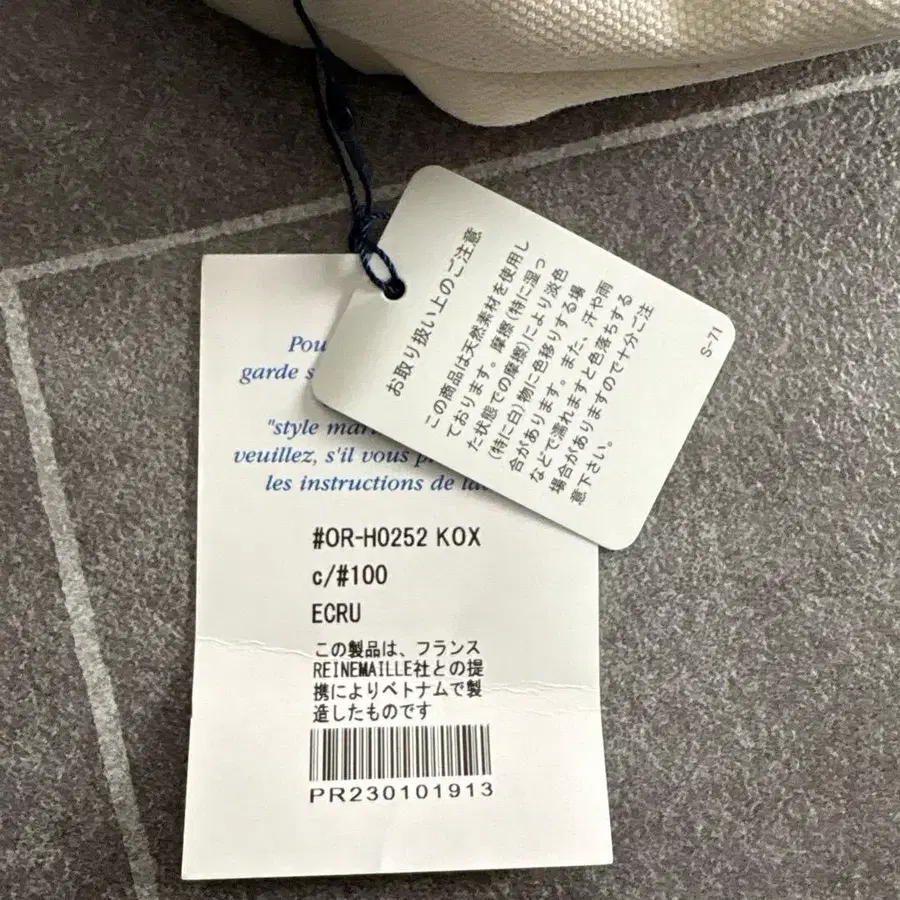 お取り扱い上のご注意
この商品は天然素材を使用し
ております。摩擦(特に湿っ
た状態での摩擦)により淡色
(特に白)物に色移りする場
合があります。また、汗や雨
などで濡れますと色落ちする
場合がありますので十分ご注
意下さい。
S-71
Pou
garde s
"style mar
veuillez, s'il vous p
les instructions de la
#OR-H0252 KOX
c/#100
ECRU
この製品は、フランス
REINEMAILLE社との提
携によりベトナムで製
造したものです
PR230101913